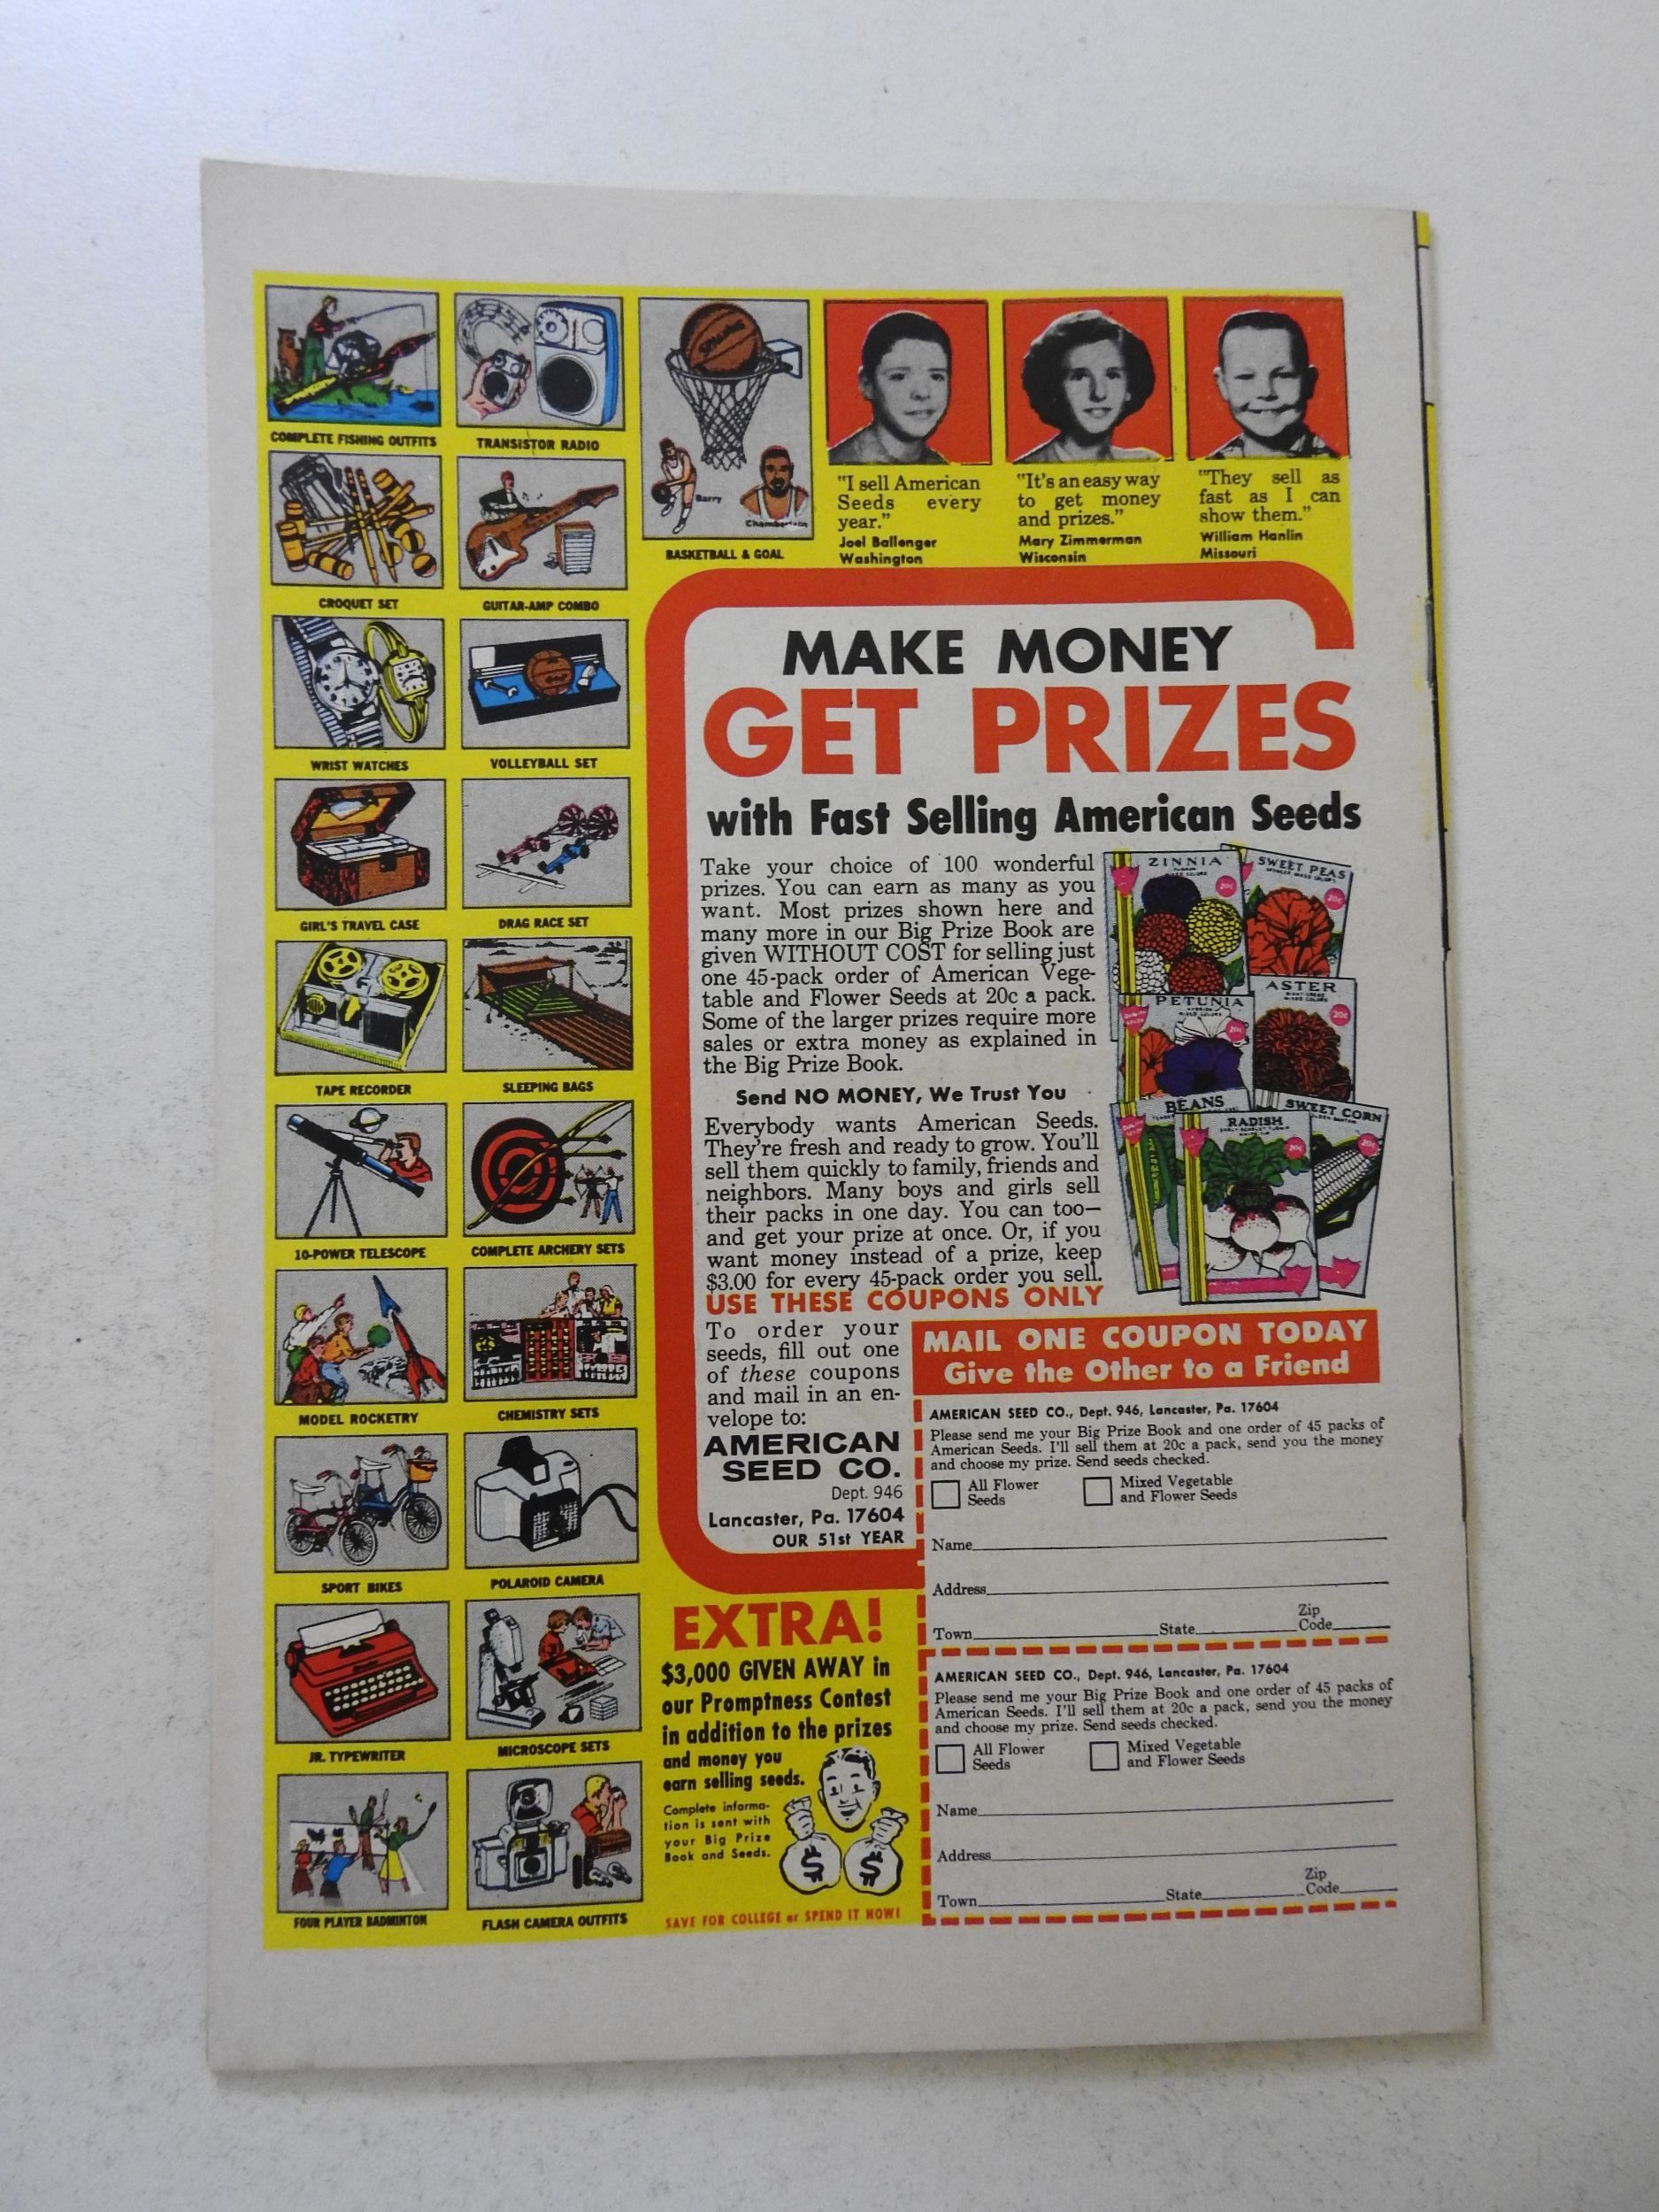 COMPLETE FISHING OUTFITS
TRANSISTOR RADIO
CROQUET SET
GUITAR-AMP COMBO
WRIST WATCHES
VOLLEYBALL SET
GIRL'S TRAVEL CASE
DRAG RACE SET
TAPE RECORDER
SLEEPING BAGS
10-POWER TELESCOPE
COMPLETE ARCHERY SETS
MODEL ROCKETRY
CHEMISTRY SETS
SPORT BIKES
POLAROID CAMERA
JR. TYPEWRITER
MICROSCOPE SETS
FOUR PLAYER BADMINTON
FLASH CAMERA OUTFITS
Barry
Chamberlain
BASKETBALL & GOAL
"I sell American
Seeds every
year."
Joel Ballenger
Washington
"It's an easy way
to get money
and prizes."
Mary Zimmerman
Wisconsin
"They sell as
fast as I can
show them."
William Hanlin
Missouri
MAKE MONEY
GET PRIZES
with Fast Selling American Seeds
Take your choice of 100 wonderful
prizes. You can earn as many as you
want. Most prizes shown here and
many more in our Big Prize Book are
given WITHOUT COST for selling just
one 45-pack order of American Vege-
table and Flower Seeds at 20c a pack.
Some of the larger prizes require more
sales or extra money as explained in
the Big Prize Book.
Send NO MONEY, We Trust You
Everybody wants American Seeds.
They're fresh and ready to grow. You'll
sell them quickly to family, friends and
neighbors. Many boys and girls sell
their packs in one day. You can too—
and get your prize at once. Or, if you
want money instead of a prize, keep
$3.00 for every 45-pack order you sell.
USE THESE COUPONS ONLY
ZINNIA
20c
SWEET PEAS
20c
PETUNIA
20c
ASTER
20c
BEANS
RADISH
20c
SWEET CORN
20c
To order your
seeds, fill out one
of these coupons
and mail in an en-
velope to:
AMERICAN
SEED CO.
Dept. 946
Lancaster, Pa. 17604
OUR 51st YEAR
MAIL ONE COUPON TODAY
Give the Other to a Friend
AMERICAN SEED CO., Dept. 946, Lancaster, Pa. 17604
Please send me your Big Prize Book and one order of 45 packs of
American Seeds. I'll sell them at 20c a pack, send you the money
and choose my prize. Send seeds checked.
All Flower
Seeds
Mixed Vegetable
and Flower Seeds
Name
Address
Town State Zip
Code
AMERICAN SEED CO., Dept. 946, Lancaster, Pa. 17604
Please send me your Big Prize Book and one order of 45 packs of
American Seeds. I'll sell them at 20c a pack, send you the money
and choose my prize. Send seeds checked.
All Flower
Seeds
Mixed Vegetable
and Flower Seeds
Name
Address
Town State Zip
Code
EXTRA!
$3,000 GIVEN AWAY in
our Promptness Contest
in addition to the prizes
and money you
earn selling seeds.
Complete informa-
tion is sent with
your Big Prize
Book and Seeds.
$ $
SAVE FOR COLLEGE or SPEND IT NOW!